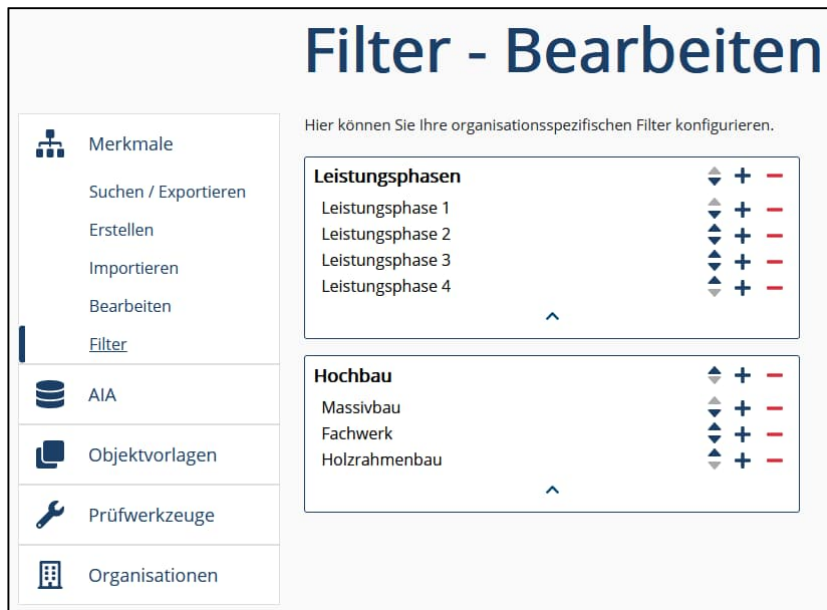 Filter - Bearbeiten
Hier können Sie Ihre organisationsspezifischen Filter konfigurieren.
Merkmale
Suchen / Exportieren
Erstellen
Importieren
Bearbeiten
Filter
AIA
Objektvorlagen
Prüfwerkzeuge
Organisationen
Leistungsphasen
Leistungsphase 1
Leistungsphase 2
Leistungsphase 3
Leistungsphase 4
Hochbau
Massivbau
Fachwerk
Holzrahmenbau